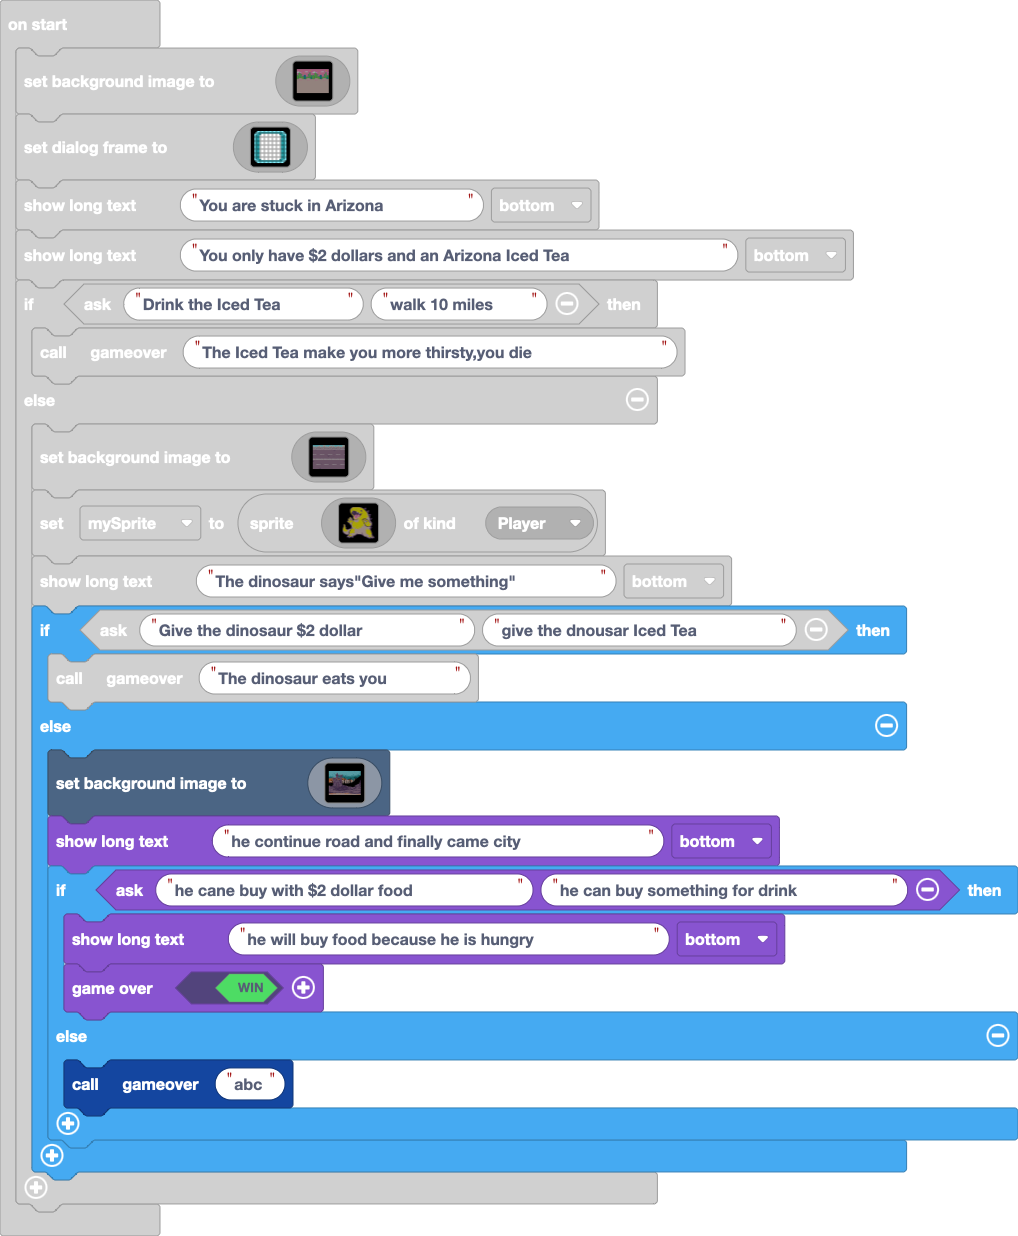 on start
set background image to
set dialog frame to
show long text "You are stuck in Arizona" bottom
show long text "You only have $2 dollars and an Arizona Iced Tea" bottom
if ask "Drink the Iced Tea" "walk 10 miles" then
call gameover "The Iced Tea make you more thirsty,you die"
else
set background image to
set mySprite to sprite of kind Player
show long text "The dinosaur says"Give me something"" bottom
if ask "Give the dinosaur $2 dollar" "give the dnousar Iced Tea" then
call gameover "The dinosaur eats you"
else
set background image to
show long text "he continue road and finally came city" bottom
if ask "he cane buy with $2 dollar food" "he can buy something for drink" then
show long text "he will buy food because he is hungry" bottom
game over WIN
else
call gameover "abc"